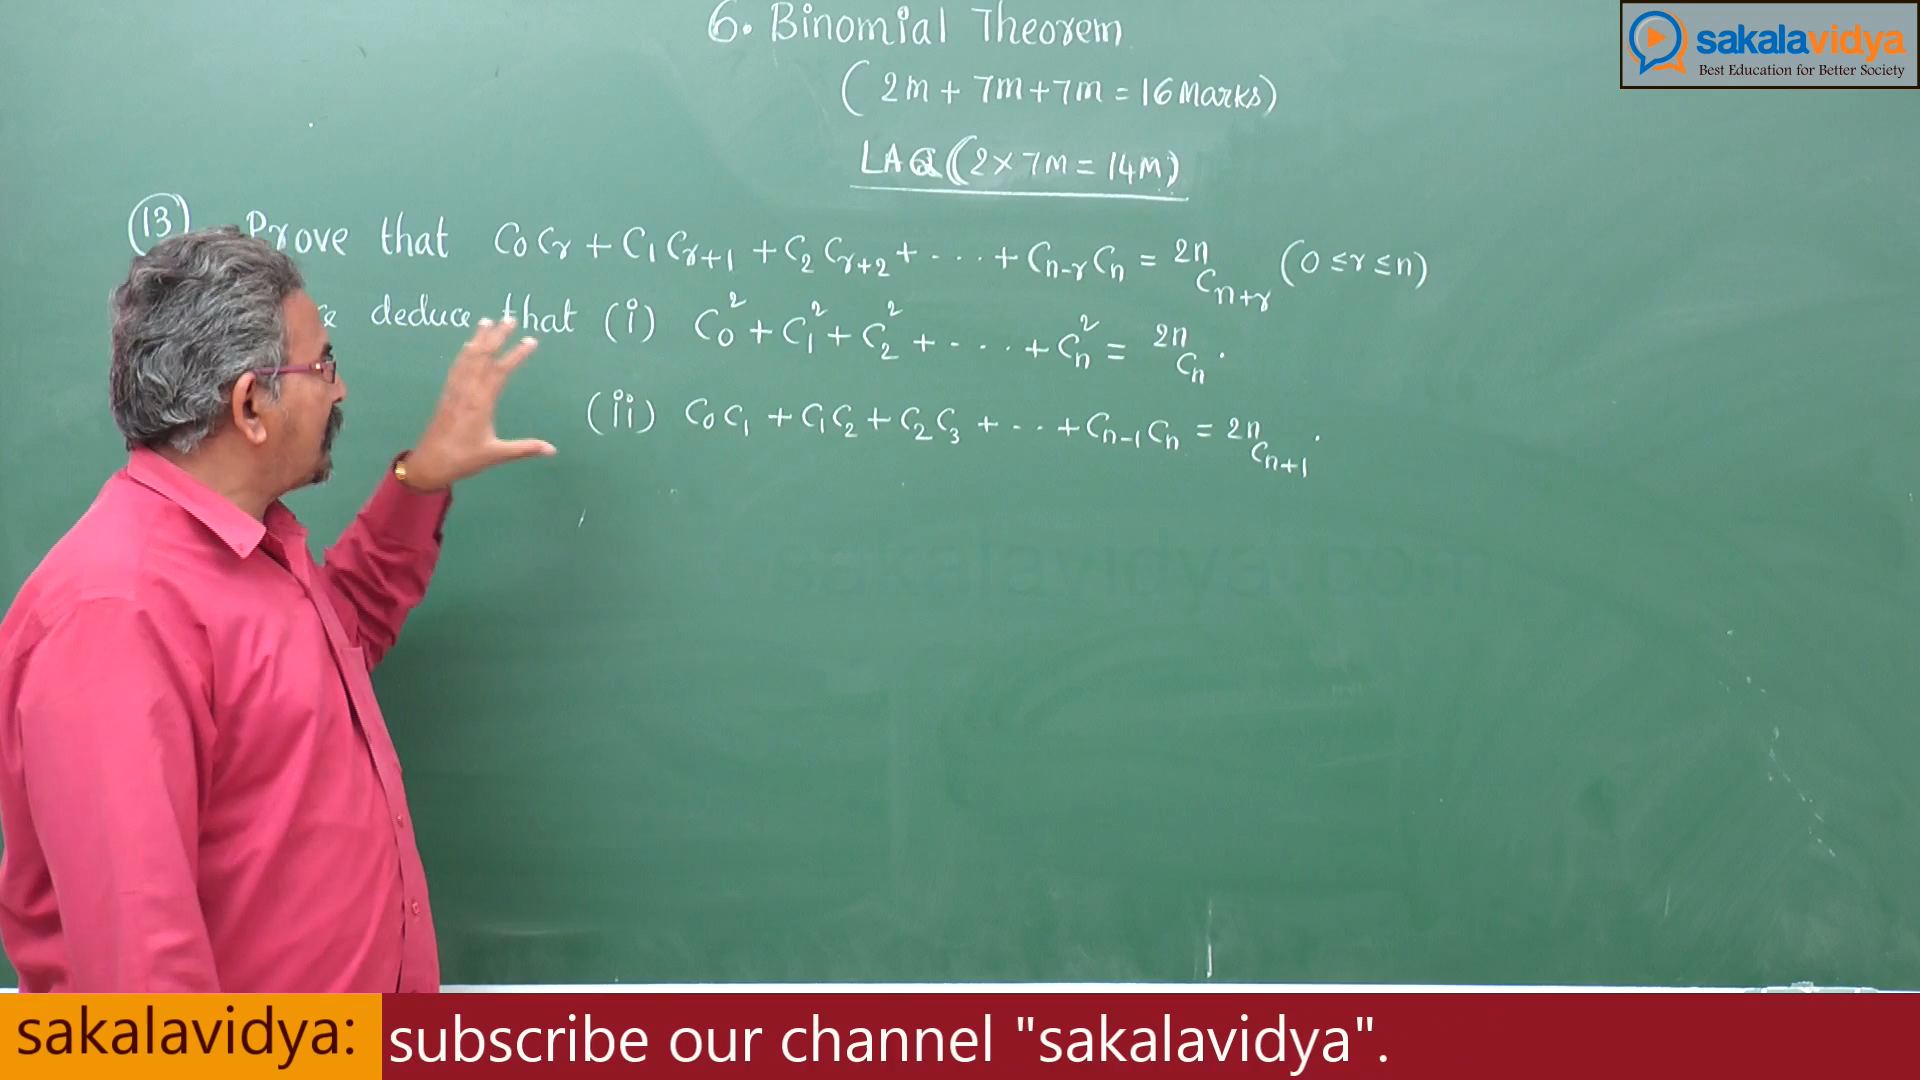 6. Binomial Theorem
(2m + 7m + 7m = 16 Marks)
LAQ (2 × 7M = 14M)
(13) Prove that C₀Cᵣ + C₁Cᵣ₊₁ + C₂Cᵣ₊₂ + ... + Cₙ₋ᵣCₙ = ²ⁿCₙ₊ᵣ (0 ≤ r ≤ n)
deduce that (i) C₀² + C₁² + C₂² + ... + Cₙ² = ²ⁿCₙ.
(ii) C₀C₁ + C₁C₂ + C₂C₃ + ... + Cₙ₋₁Cₙ = ²ⁿCₙ₊₁.
sakalavidya
Best Education for Better Society
sakalavidya.com
sakalavidya: subscribe our channel "sakalavidya".